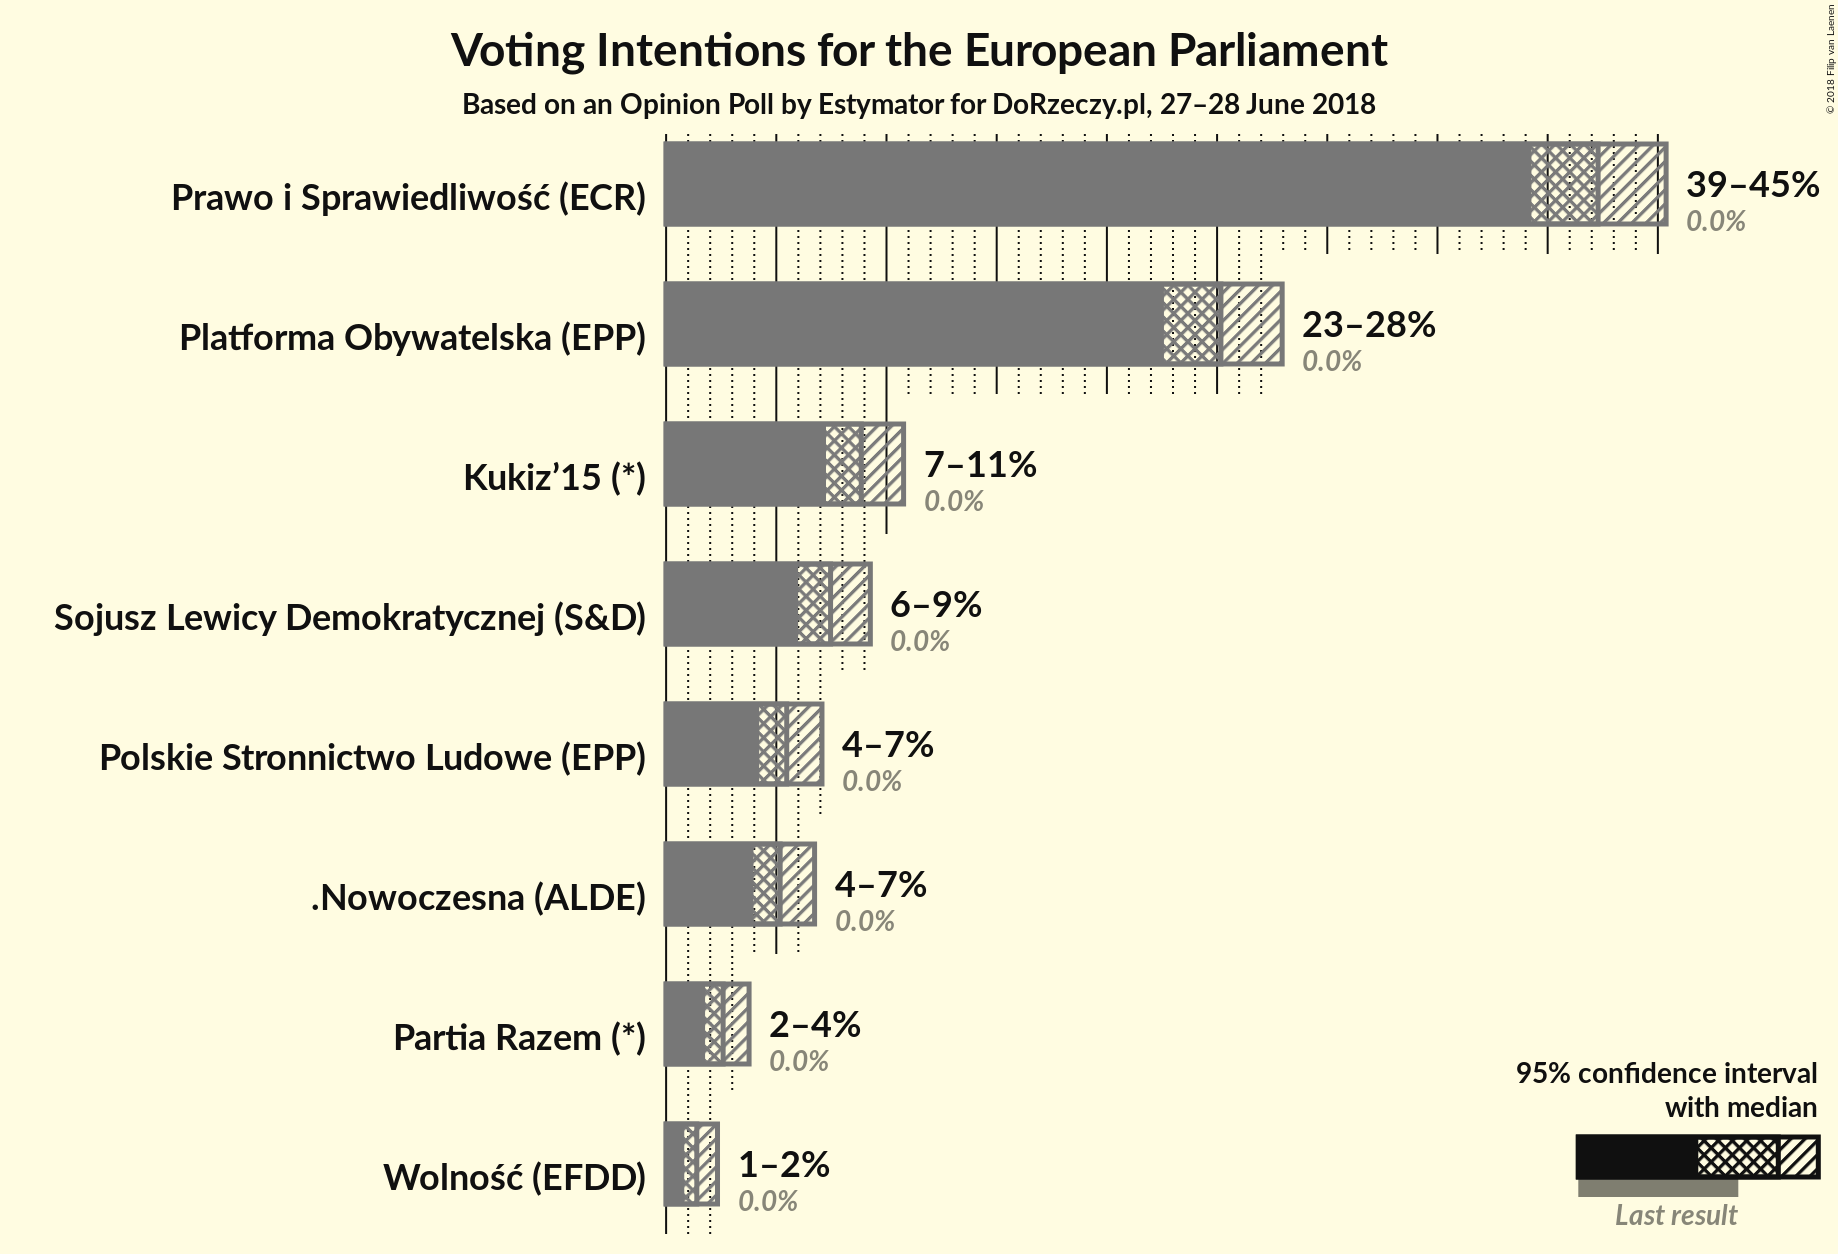 Voting Intentions for the European Parliament
Based on an Opinion Poll by Estymator for DoRzeczy.pl, 27–28 June 2018
© 2018 Filip van Laenen
Prawo i Sprawiedliwość (ECR)
39–45%
0.0%
Platforma Obywatelska (EPP)
23–28%
0.0%
Kukiz’15 (*)
7–11%
0.0%
Sojusz Lewicy Demokratycznej (S&D)
6–9%
0.0%
Polskie Stronnictwo Ludowe (EPP)
4–7%
0.0%
.Nowoczesna (ALDE)
4–7%
0.0%
Partia Razem (*)
2–4%
0.0%
Wolność (EFDD)
1–2%
0.0%
95% confidence interval
with median
Last result